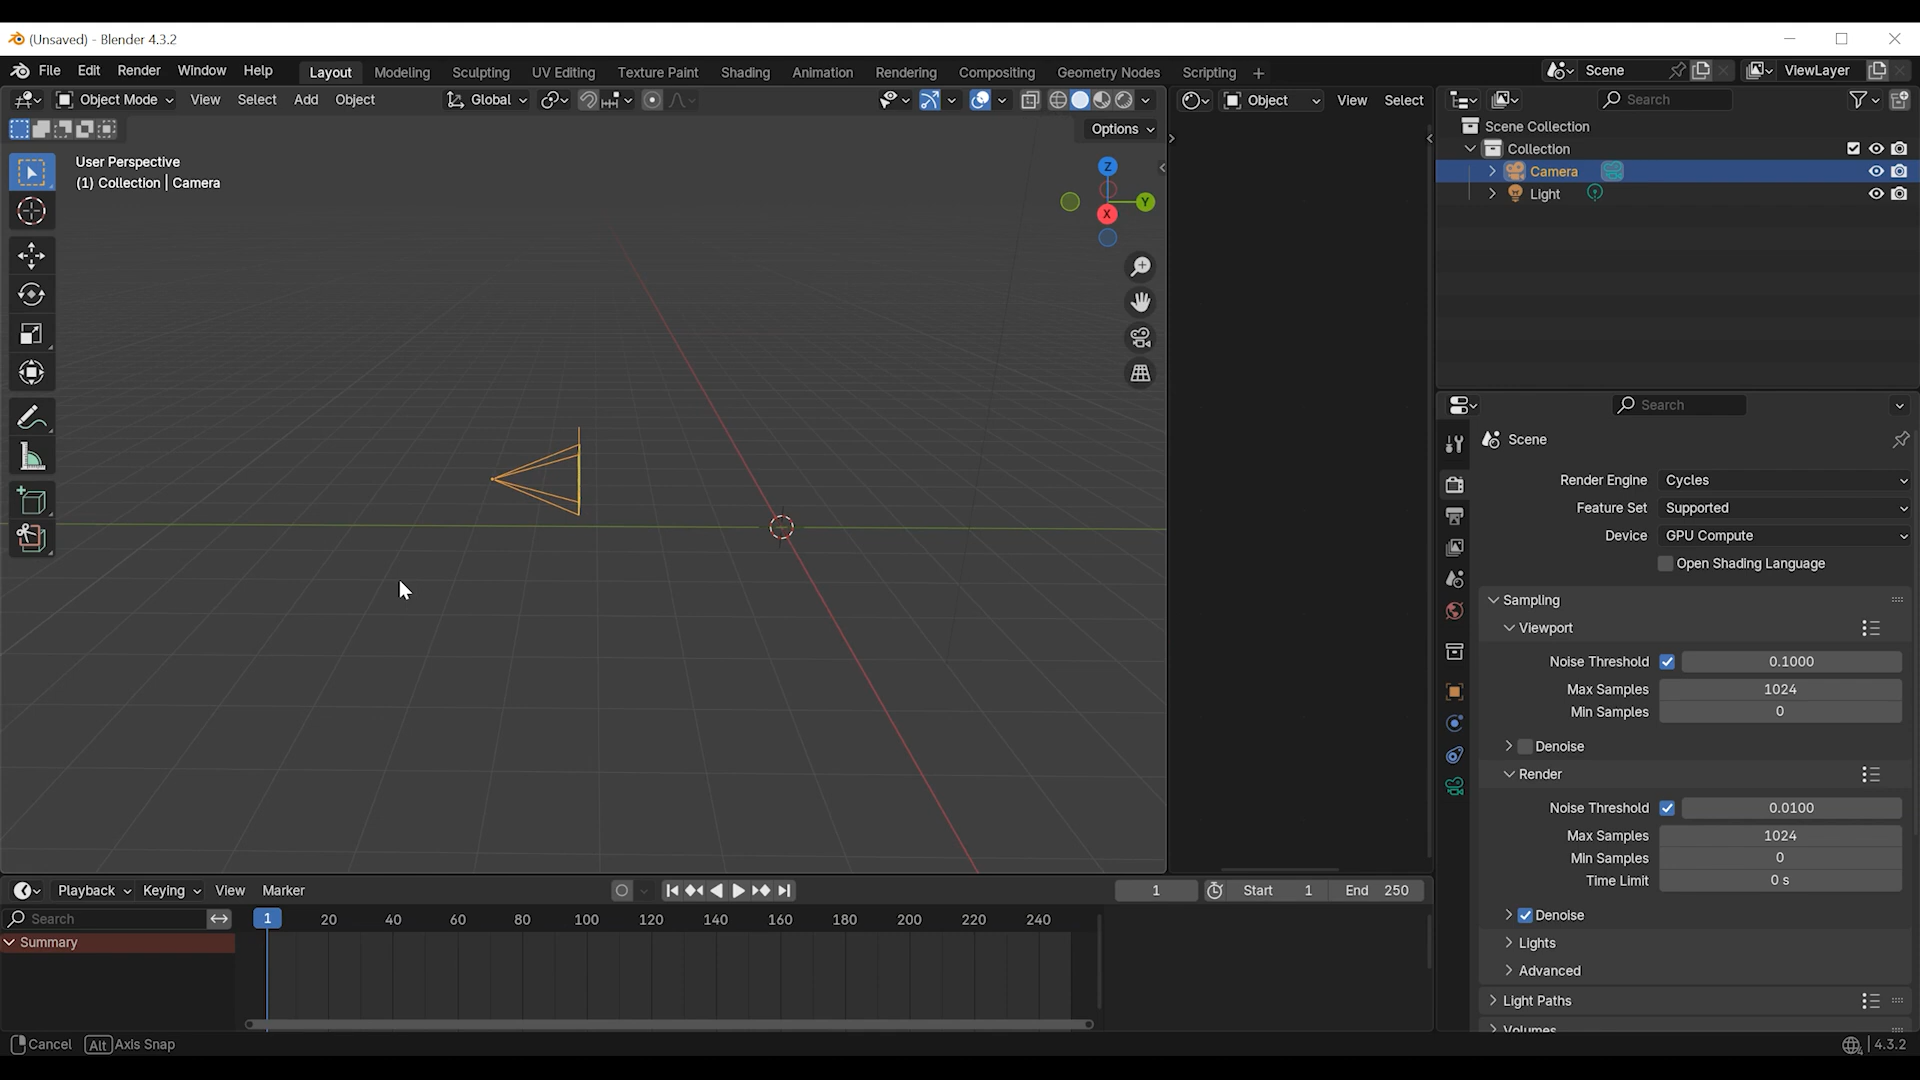 (Unsaved) - Blender 4.3.2
File Edit Render Window Help Layout Modeling Sculpting UV Editing Texture Paint Shading Animation Rendering Compositing Geometry Nodes Scripting + Scene ViewLayer
Object Mode View Select Add Object Global Object View Select Search
Options
Scene Collection
Collection
Camera
Light
User Perspective
(1) Collection | Camera
Z
Y
X
Search
Scene
Render Engine Cycles
Feature Set Supported
Device GPU Compute
Open Shading Language
Sampling
Viewport
Noise Threshold 0.1000
Max Samples 1024
Min Samples 0
Denoise
Render
Noise Threshold 0.0100
Max Samples 1024
Min Samples 0
Time Limit 0 s
Denoise
Lights
Advanced
Light Paths
Volumes
Playback Keying View Marker 1 Start 1 End 250
Search 1 20 40 60 80 100 120 140 160 180 200 220 240
Summary
Cancel Alt Axis Snap 4.3.2